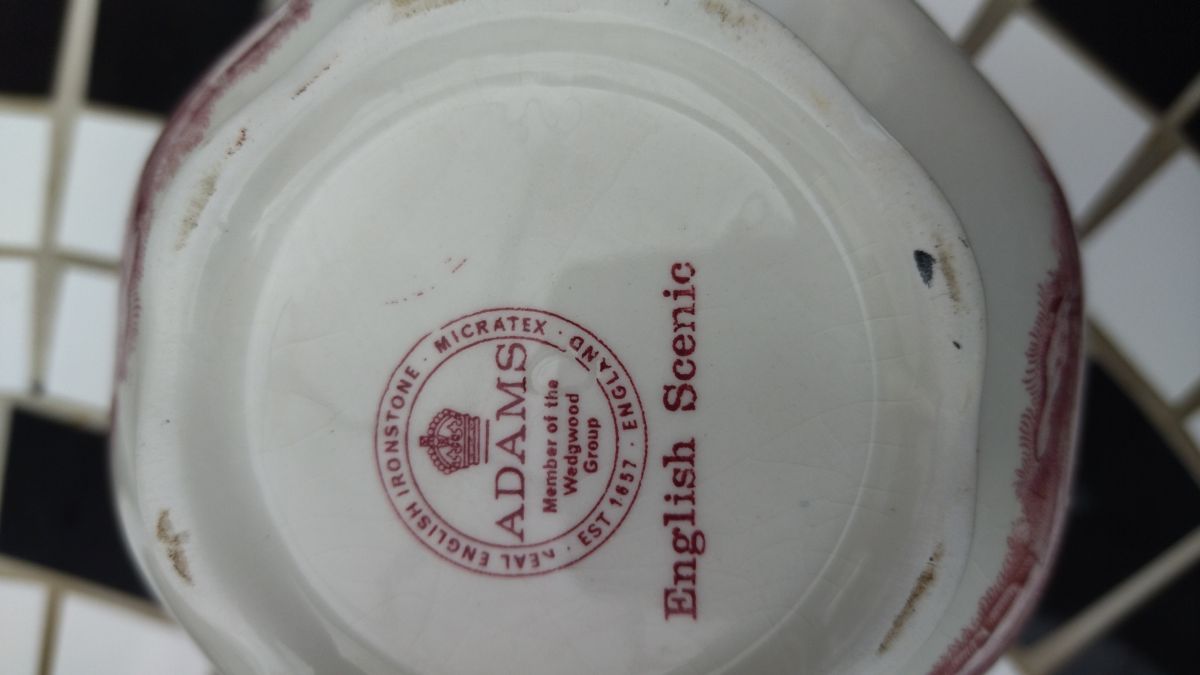 REAL ENGLISH IRONSTONE · MICRATEX · ENGLAND · EST 1657 ·
ADAMS
Member of the
Wedgwood
Group
English Scenic